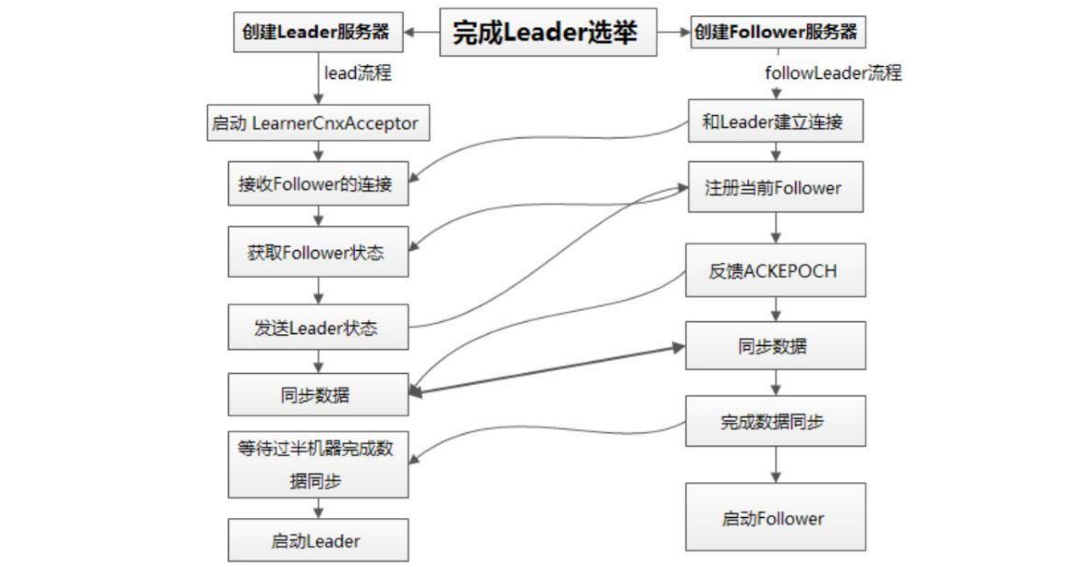 完成Leader选举
创建Leader服务器
lead流程
启动 LearnerCnxAcceptor
接收Follower的连接
获取Follower状态
发送Leader状态
同步数据
等待过半机器完成数
据同步
启动Leader
创建Follower服务器
followLeader流程
和Leader建立连接
注册当前Follower
反馈ACKEPOCH
同步数据
完成数据同步
启动Follower